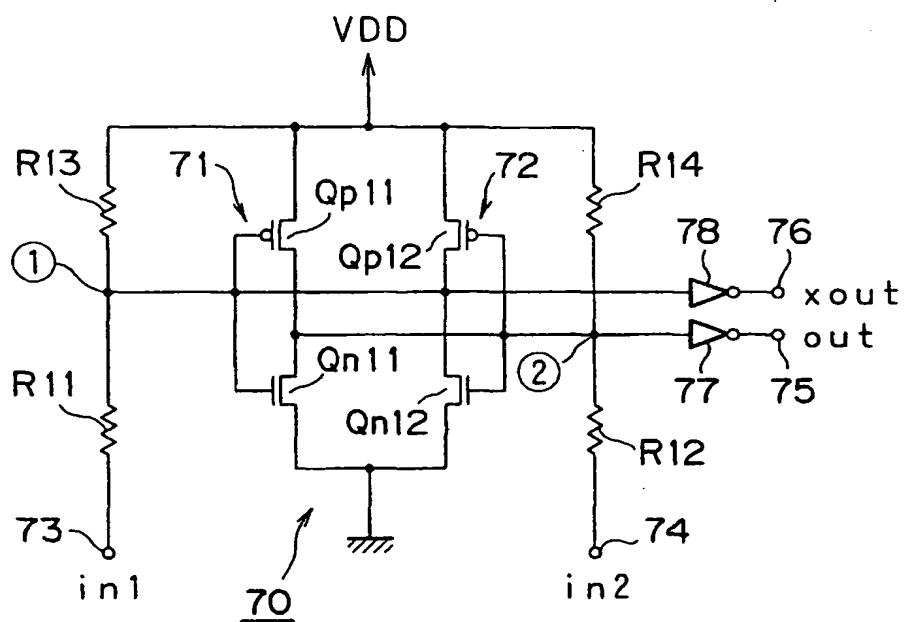 VDD
R13
71
Qp11
72
R14
Qp12
78
76
①
xout
out
Qn11
②
R11
Qn12
77
75
R12
73
74
in1
in2
70